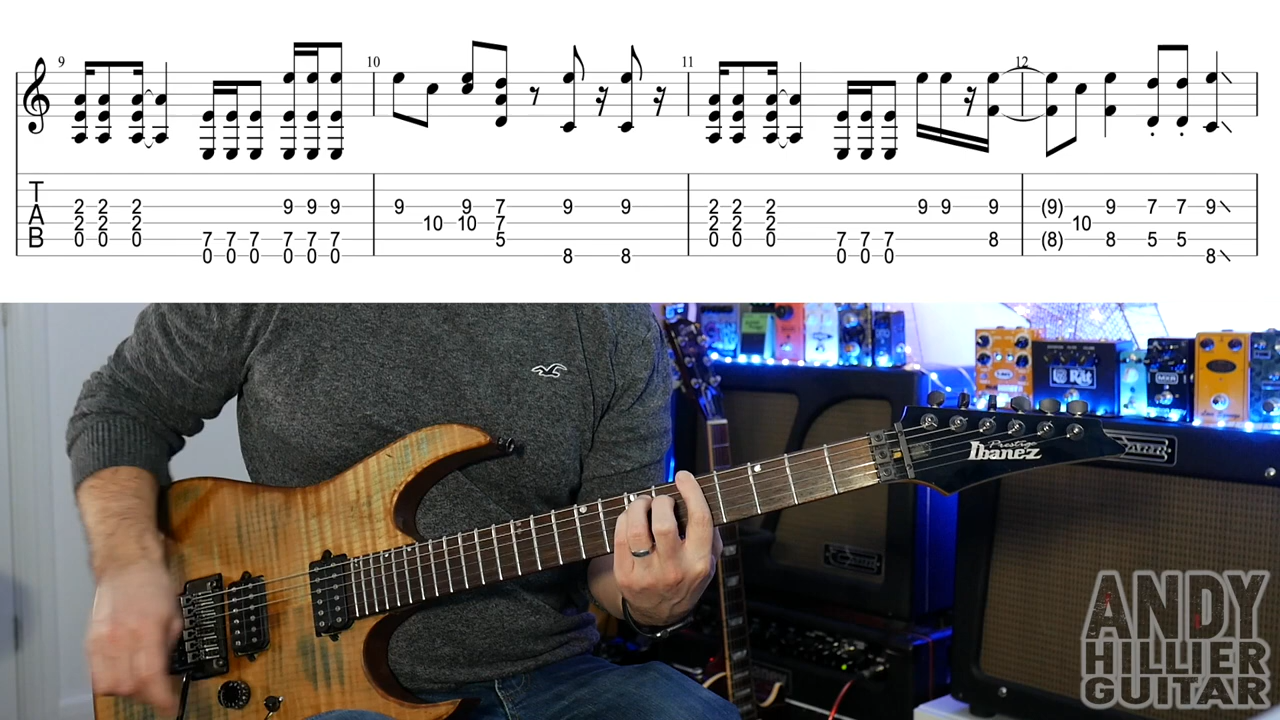 9 10 11 12
T
2 2 2 9 9 9 9 9 7 9 9 2 2 2 9 9 9 (9) 9 7 7 9
A
2 2 2 10 10 7 2 2 2 10
B
0 0 0 7 7 7 7 7 7 5 0 0 0 7 7 7 8 (8) 8 5 5
0 0 0 0 0 0 8 8 0 0 0 8
Prestige
Ibanez
Rat
MXR
ANDY
HILLIER
GUITAR